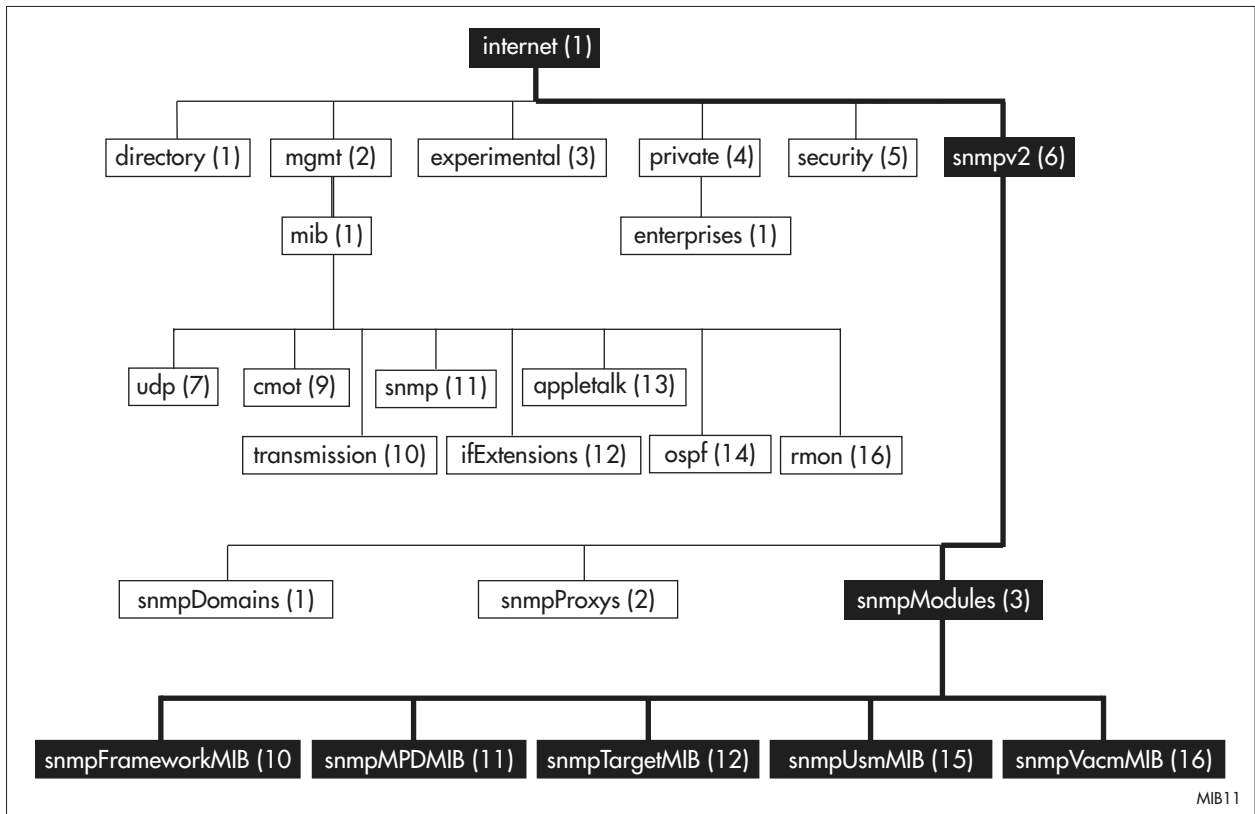 internet (1)
directory (1)
mgmt (2)
experimental (3)
private (4)
security (5)
snmpv2 (6)
mib (1)
enterprises (1)
udp (7)
cmot (9)
snmp (11)
appletalk (13)
transmission (10)
ifExtensions (12)
ospf (14)
rmon (16)
snmpDomains (1)
snmpProxys (2)
snmpModules (3)
snmpFrameworkMIB (10
snmpMPDMIB (11)
snmpTargetMIB (12)
snmpUsmMIB (15)
snmpVacmMIB (16)
MIB11